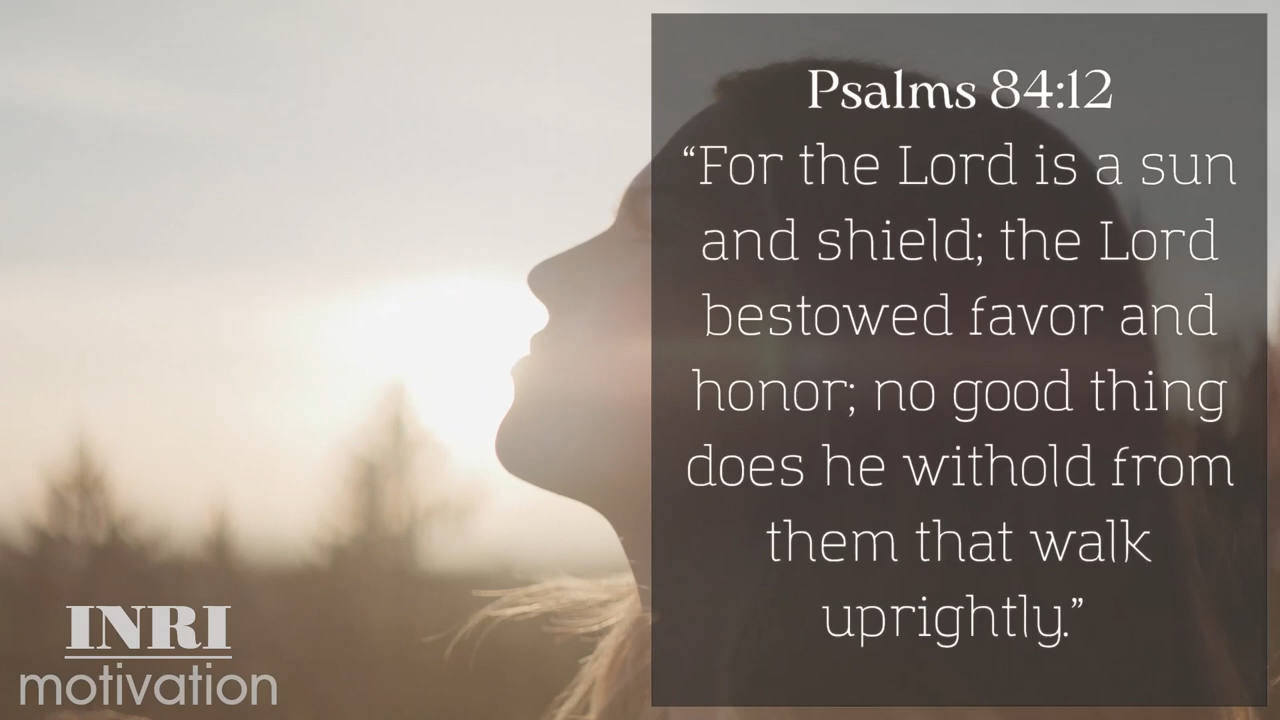 Psalms 84:12
“For the Lord is a sun
and shield; the Lord
bestowed favor and
honor; no good thing
does he withold from
them that walk
uprightly.”
INRI
motivation